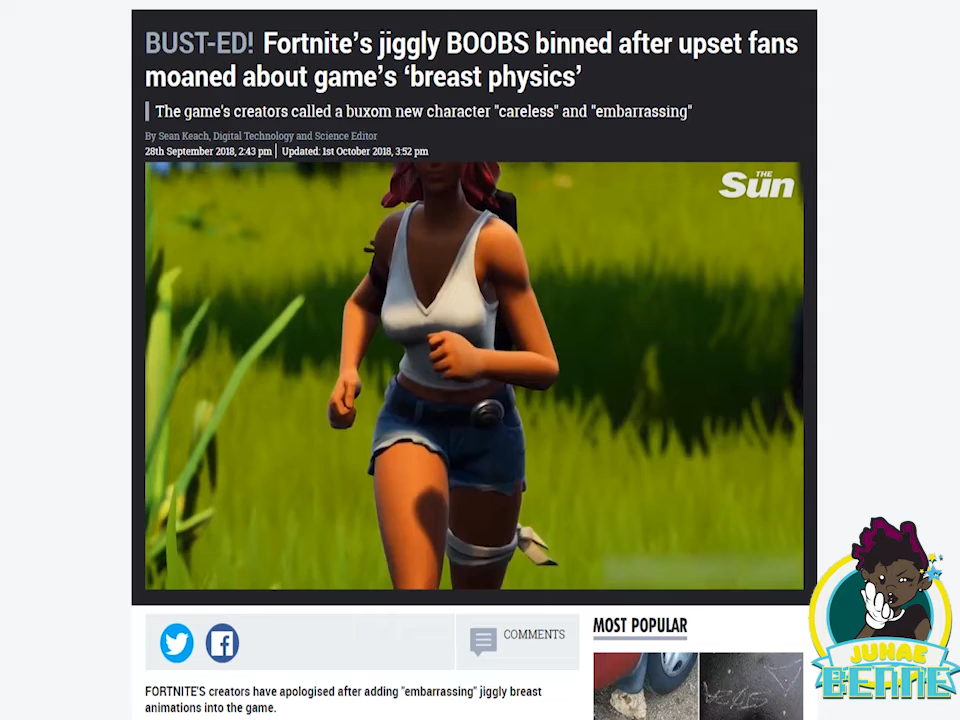 BUST-ED! Fortnite's jiggly BOOBS binned after upset fans
moaned about game's 'breast physics'
The game's creators called a buxom new character "careless" and "embarrassing"
By Sean Keach, Digital Technology and Science Editor
28th September 2018, 2:43 pm | Updated: 1st October 2018, 3:52 pm
THE
Sun
COMMENTS
MOST POPULAR
JUNAE
BENNE
FORTNITE'S creators have apologised after adding "embarrassing" jiggly breast
animations into the game.